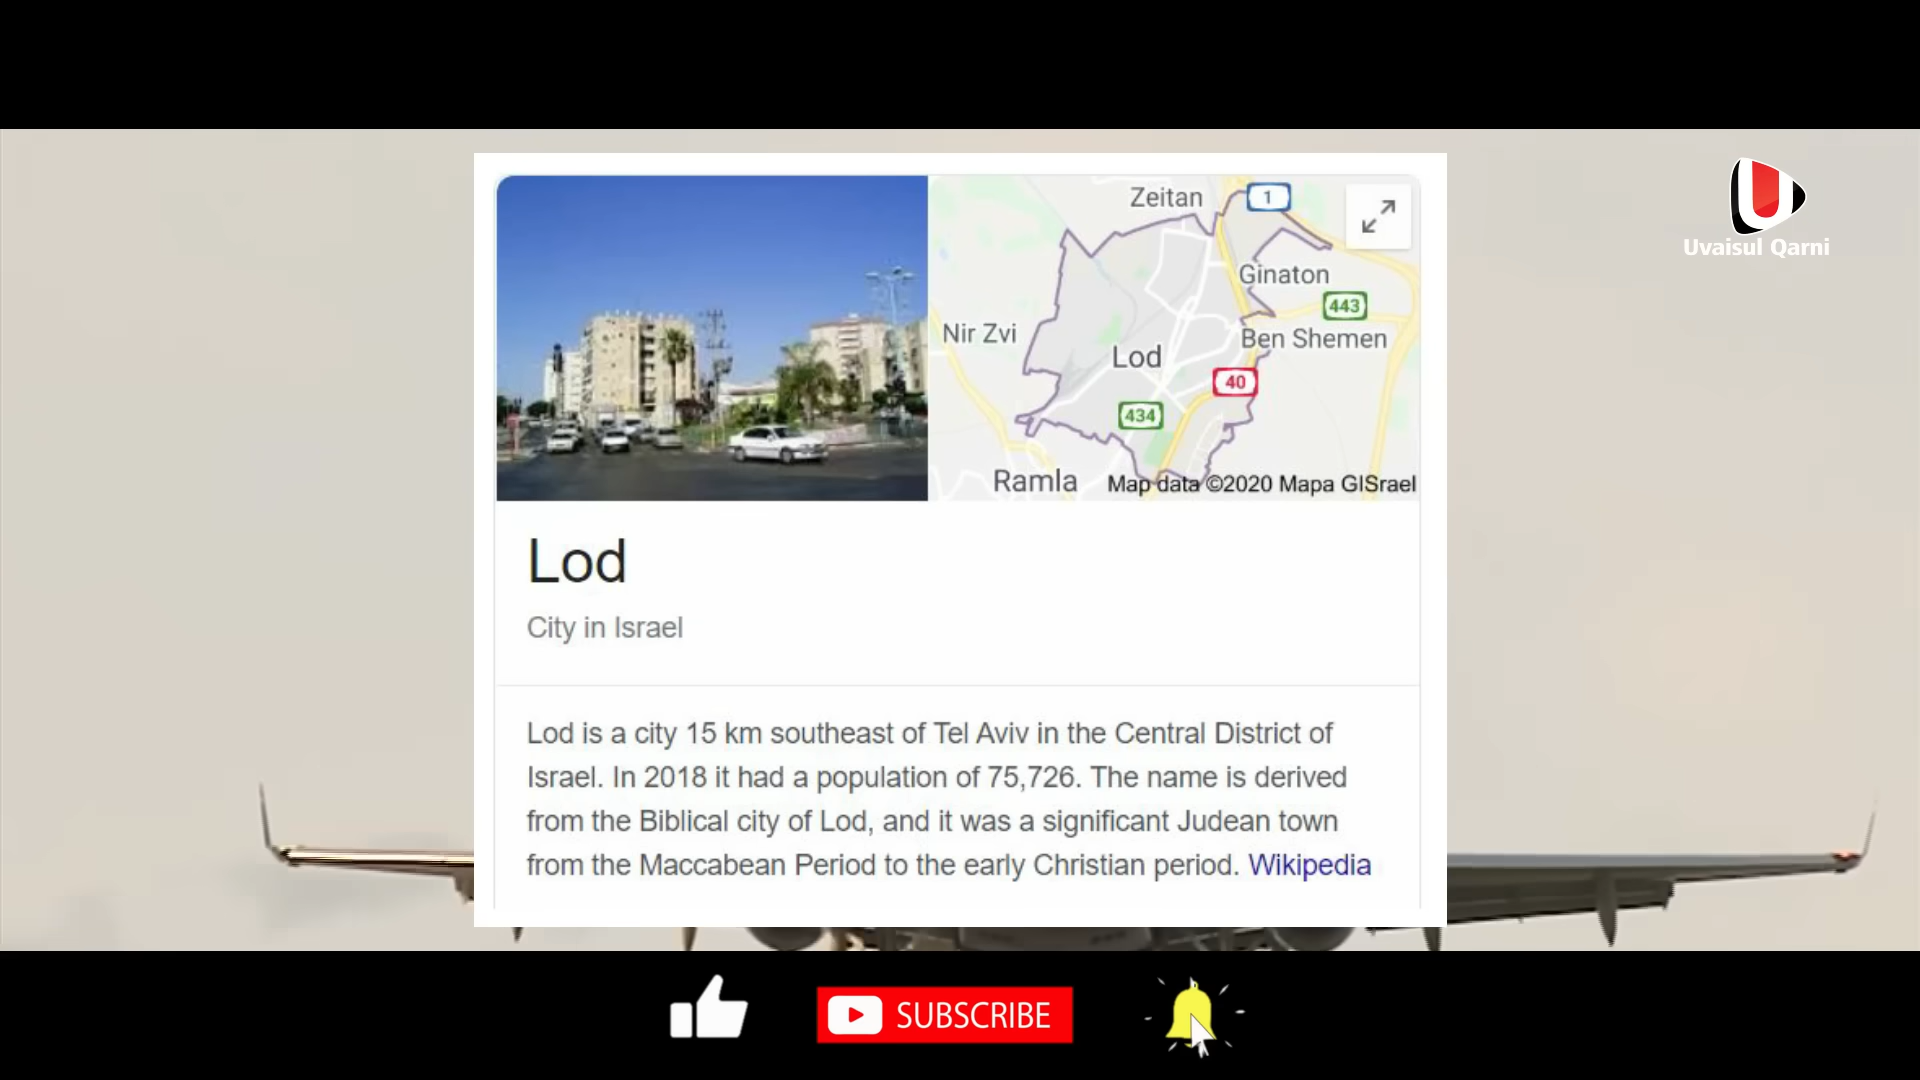 Uvaisul Qarni
Zeitan
1
Ginaton
443
Nir Zvi
Ben Shemen
Lod
40
434
Ramla
Map data ©2020 Mapa GISrael
Lod
City in Israel
Lod is a city 15 km southeast of Tel Aviv in the Central District of
Israel. In 2018 it had a population of 75,726. The name is derived
from the Biblical city of Lod, and it was a significant Judean town
from the Maccabean Period to the early Christian period. Wikipedia
SUBSCRIBE